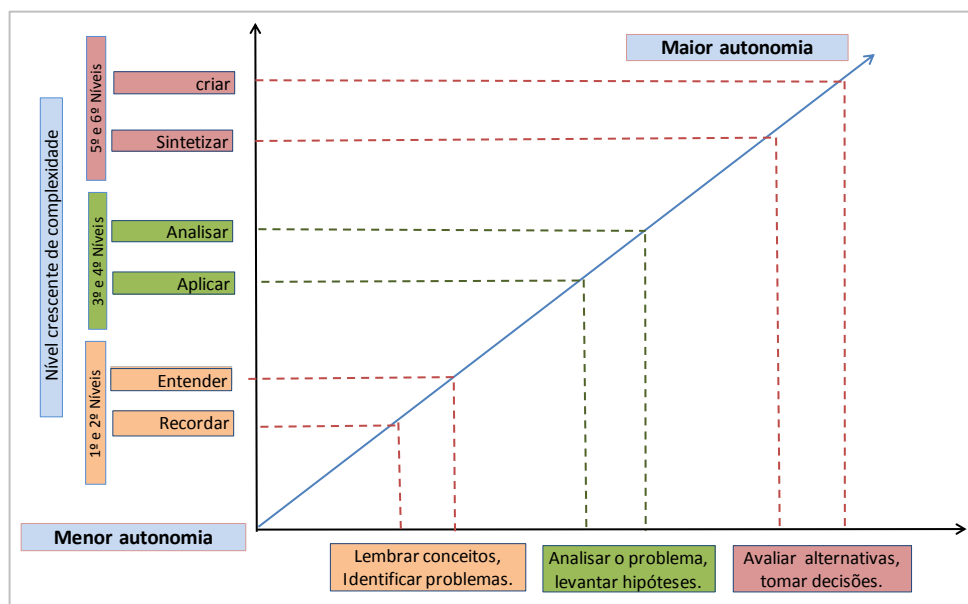 Maior autonomia
Nível crescente de complexidade
5º e 6º Níveis
criar
Sintetizar
3º e 4º Níveis
Analisar
Aplicar
1º e 2º Níveis
Entender
Recordar
Menor autonomia
Lembrar conceitos,
Identificar problemas.
Analisar o problema,
levantar hipóteses.
Avaliar alternativas,
tomar decisões.